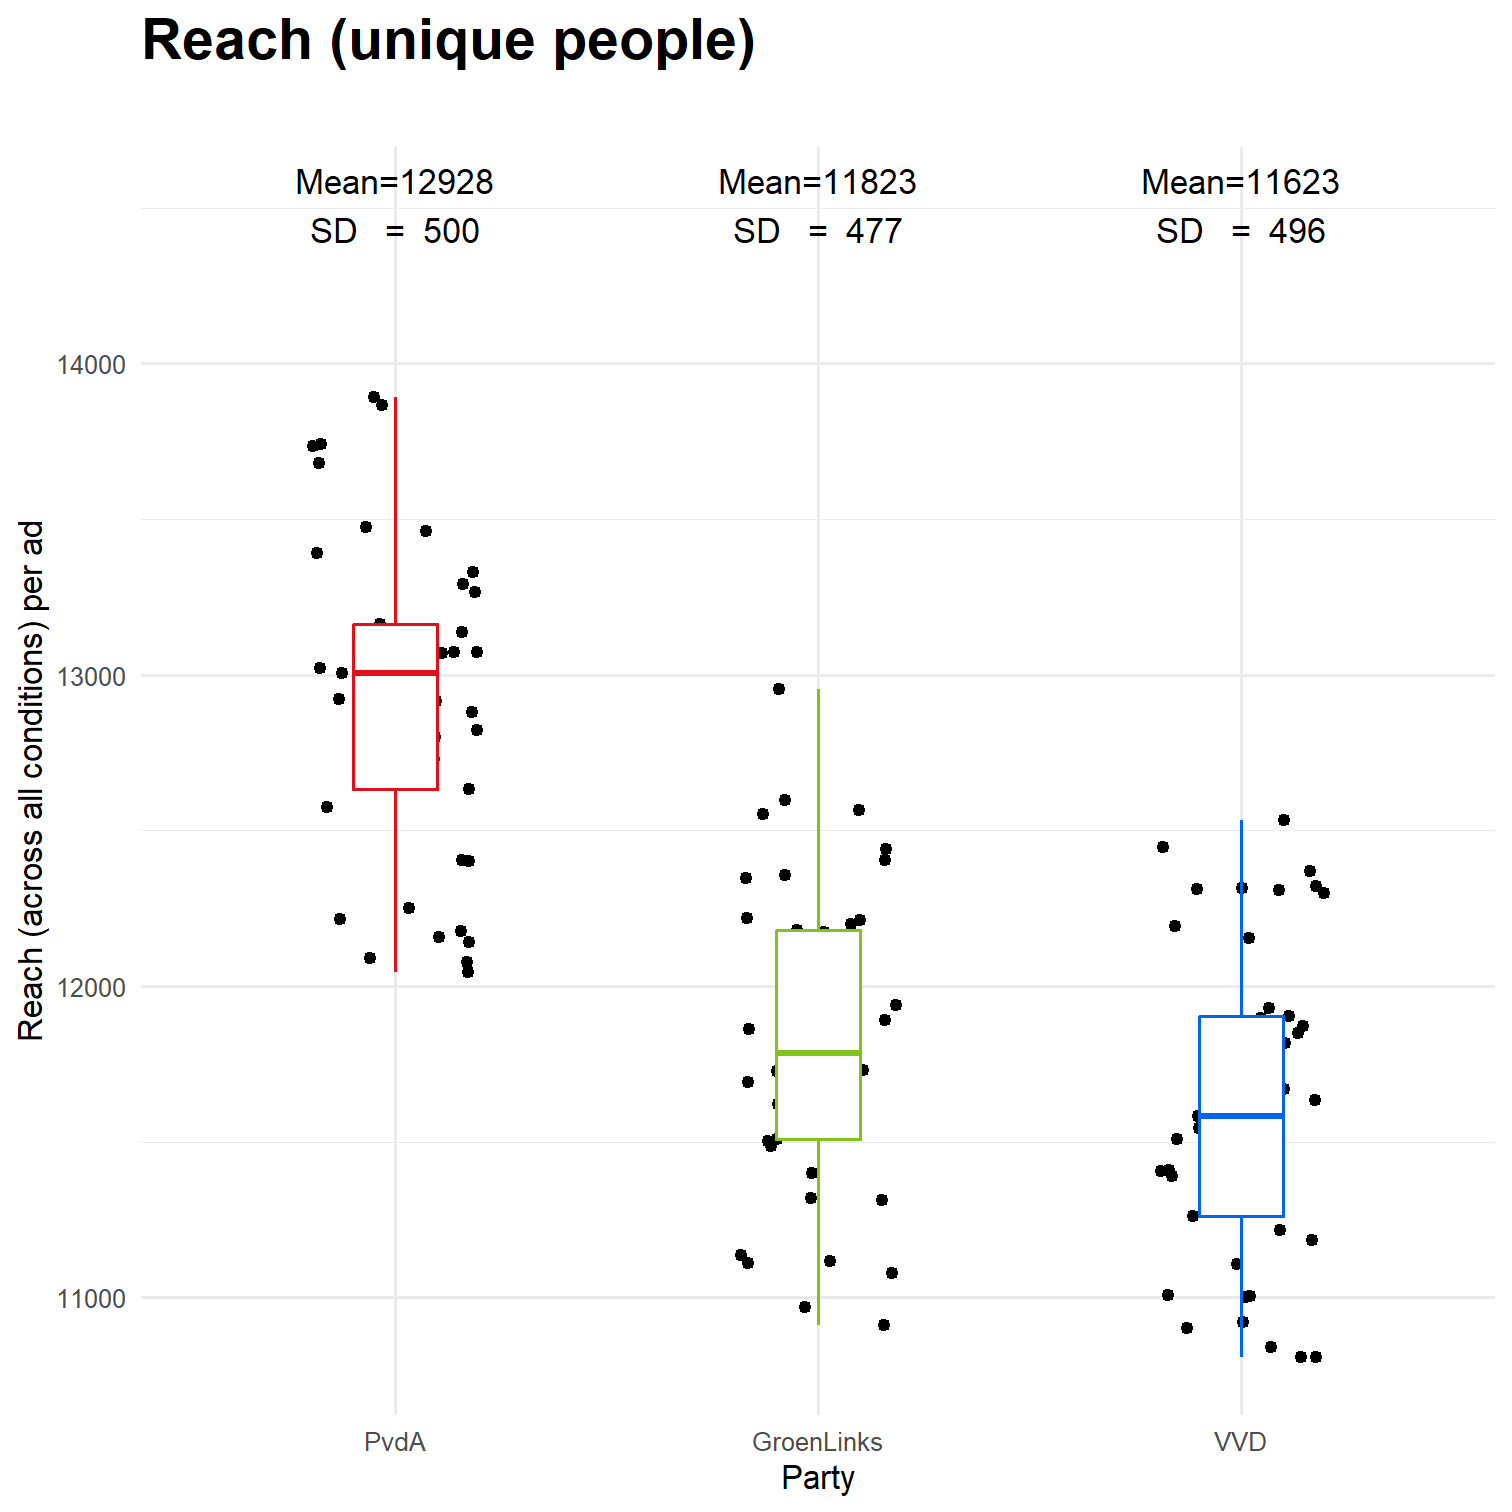 Reach (unique people)
Mean=12928
SD = 500
Mean=11823
SD = 477
Mean=11623
SD = 496
Reach (across all conditions) per ad
14000
13000
12000
11000
PvdA
GroenLinks
VVD
Party